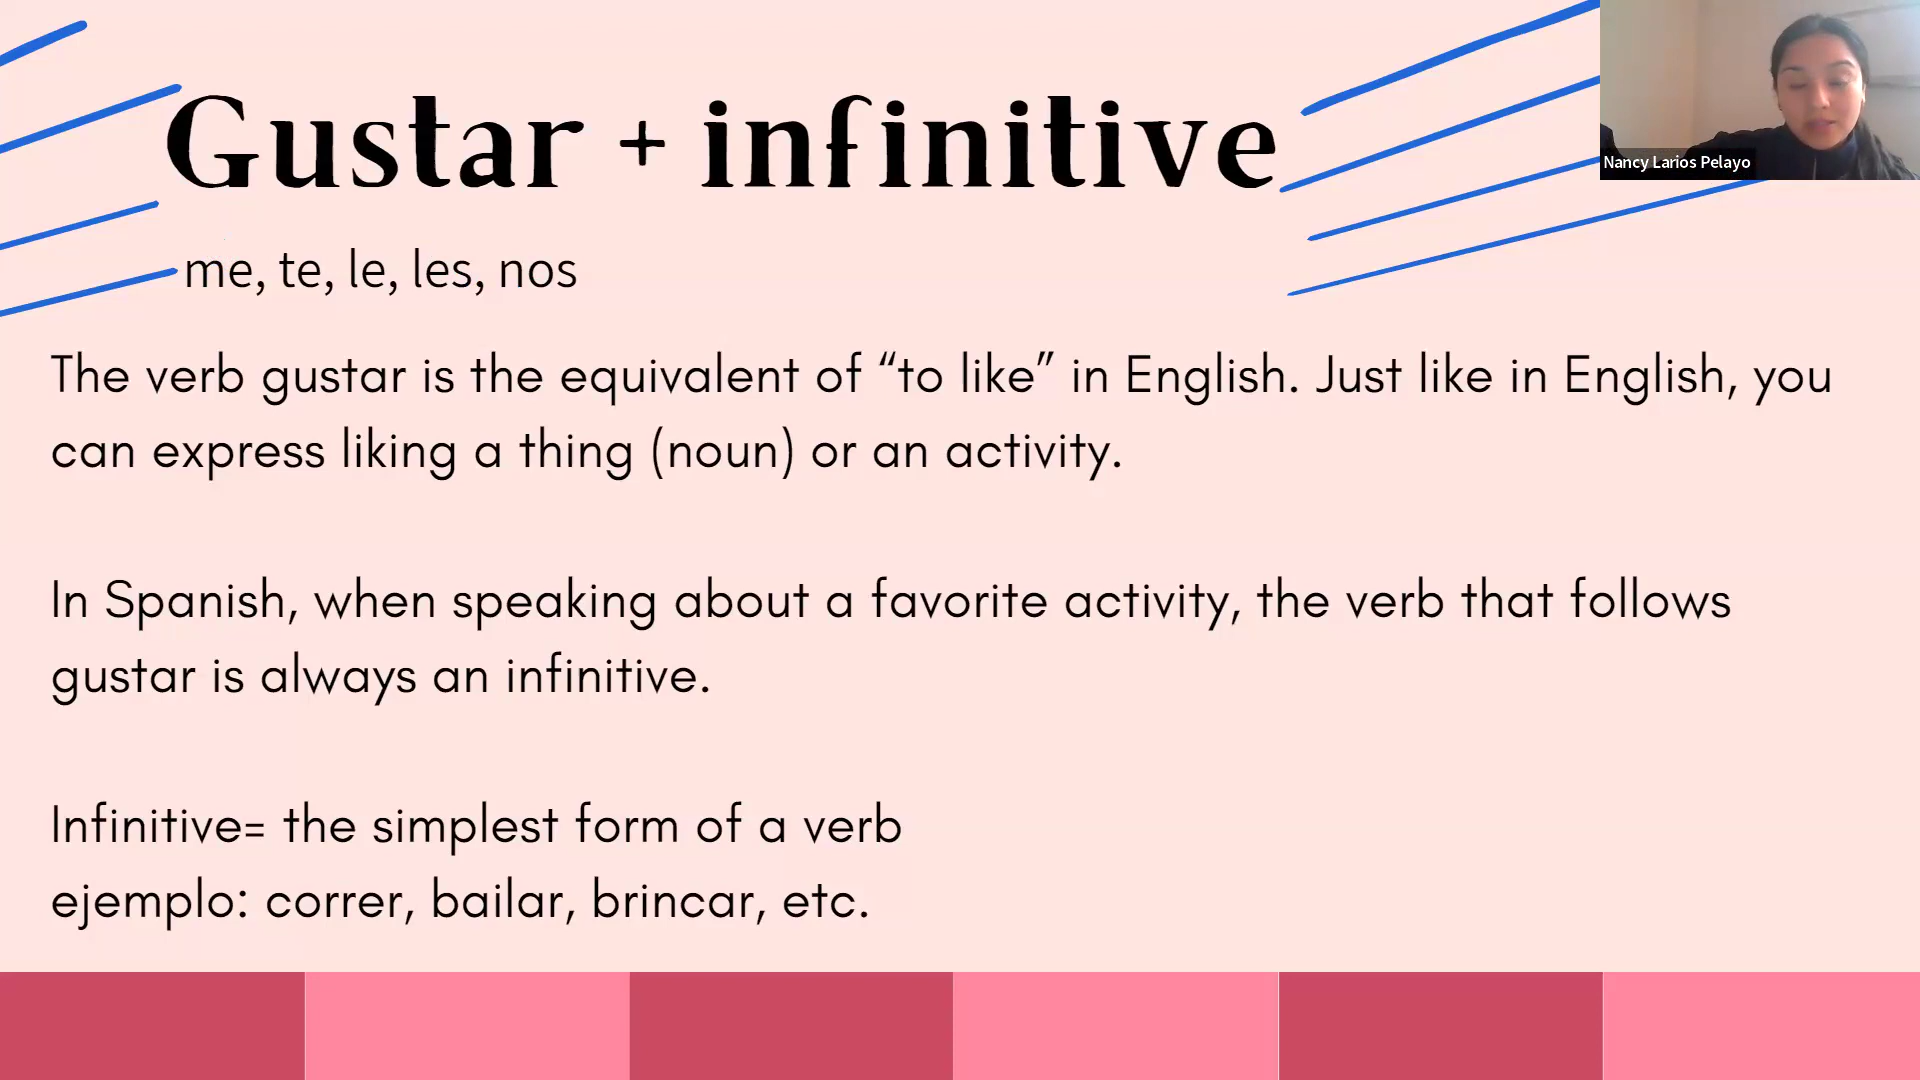 Gustar + infinitive
Nancy Larios Pelayo
me, te, le, les, nos
The verb gustar is the equivalent of “to like” in English. Just like in English, you
can express liking a thing (noun) or an activity.
In Spanish, when speaking about a favorite activity, the verb that follows
gustar is always an infinitive.
Infinitive= the simplest form of a verb
ejemplo: correr, bailar, brincar, etc.